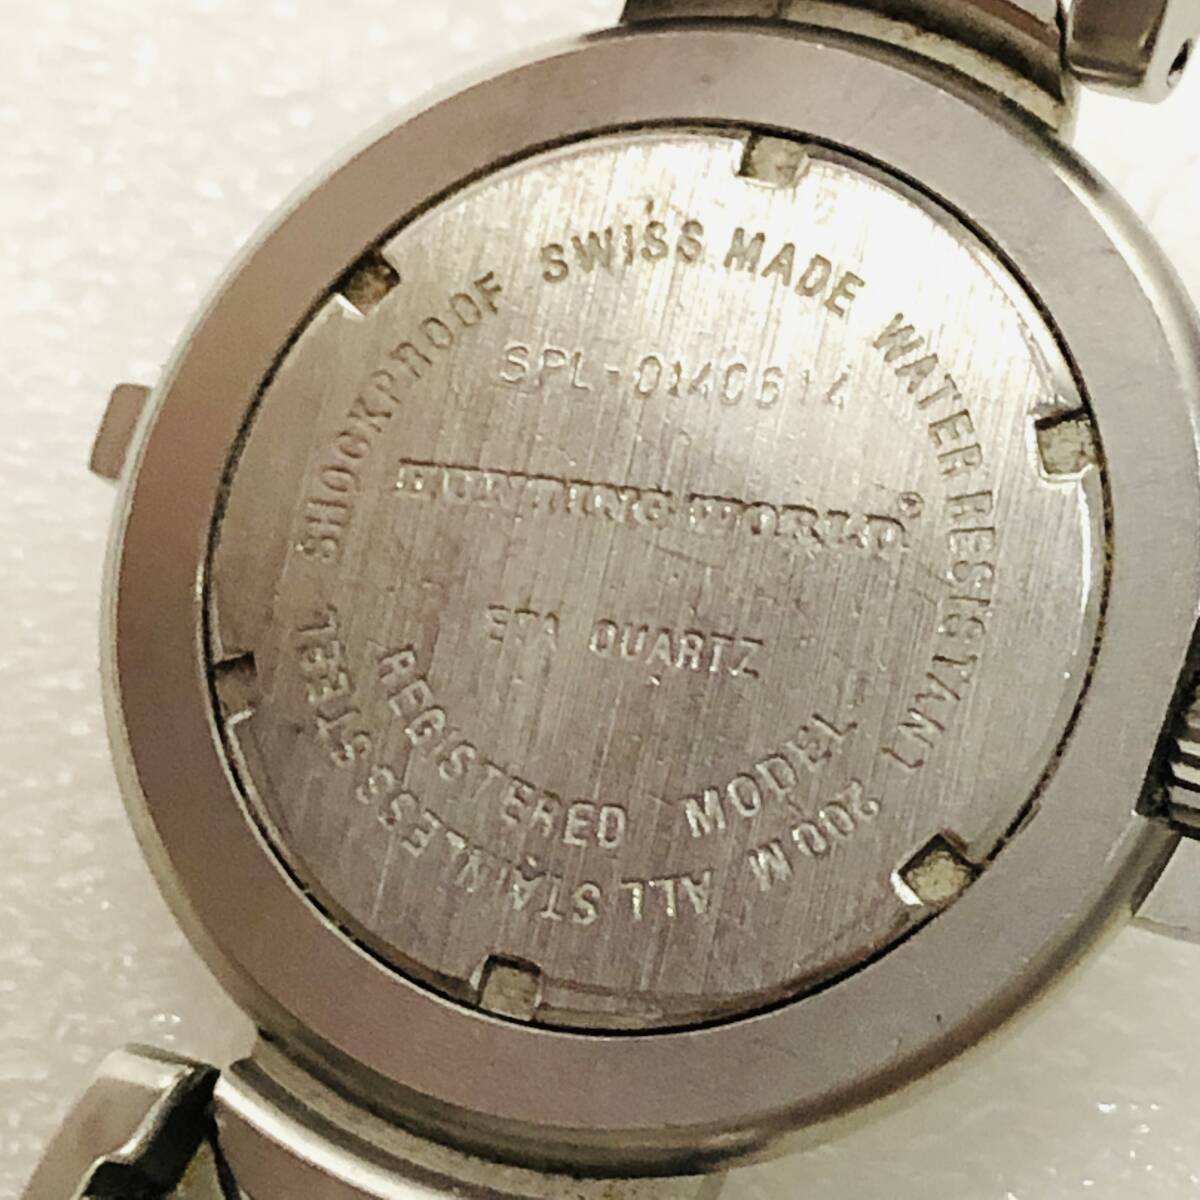 SHOCKPROOF SWISS MADE WATER RESISTANT 200M ALL STAINLESS STEEL
SPL-0140614
HUNTING WORLD®
ETA QUARTZ
REGISTERED MODEL